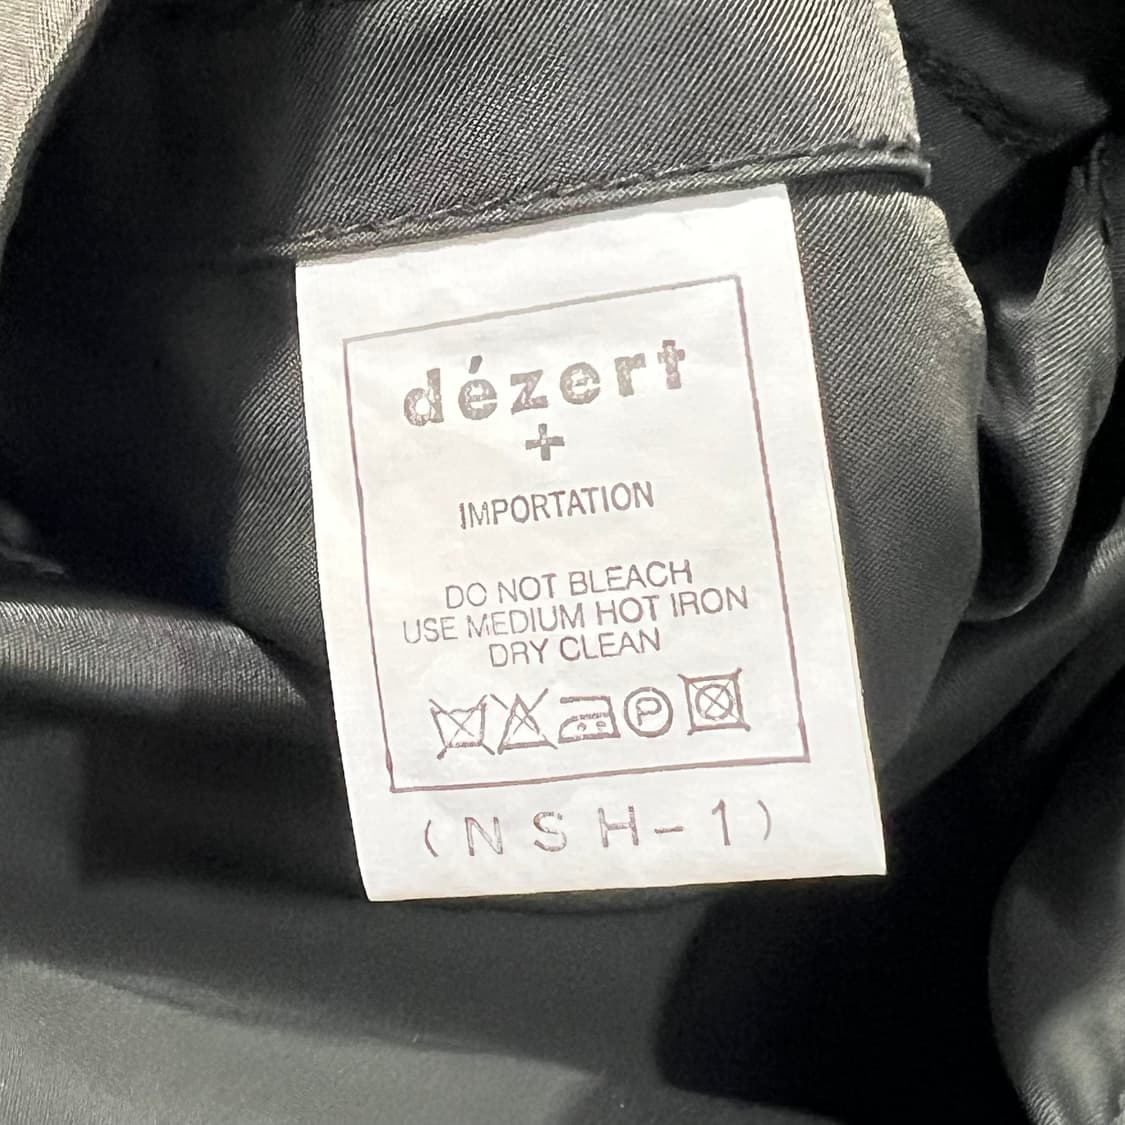 dézert
+
IMPORTATION
DO NOT BLEACH
USE MEDIUM HOT IRON
DRY CLEAN
P
(NSH-1)